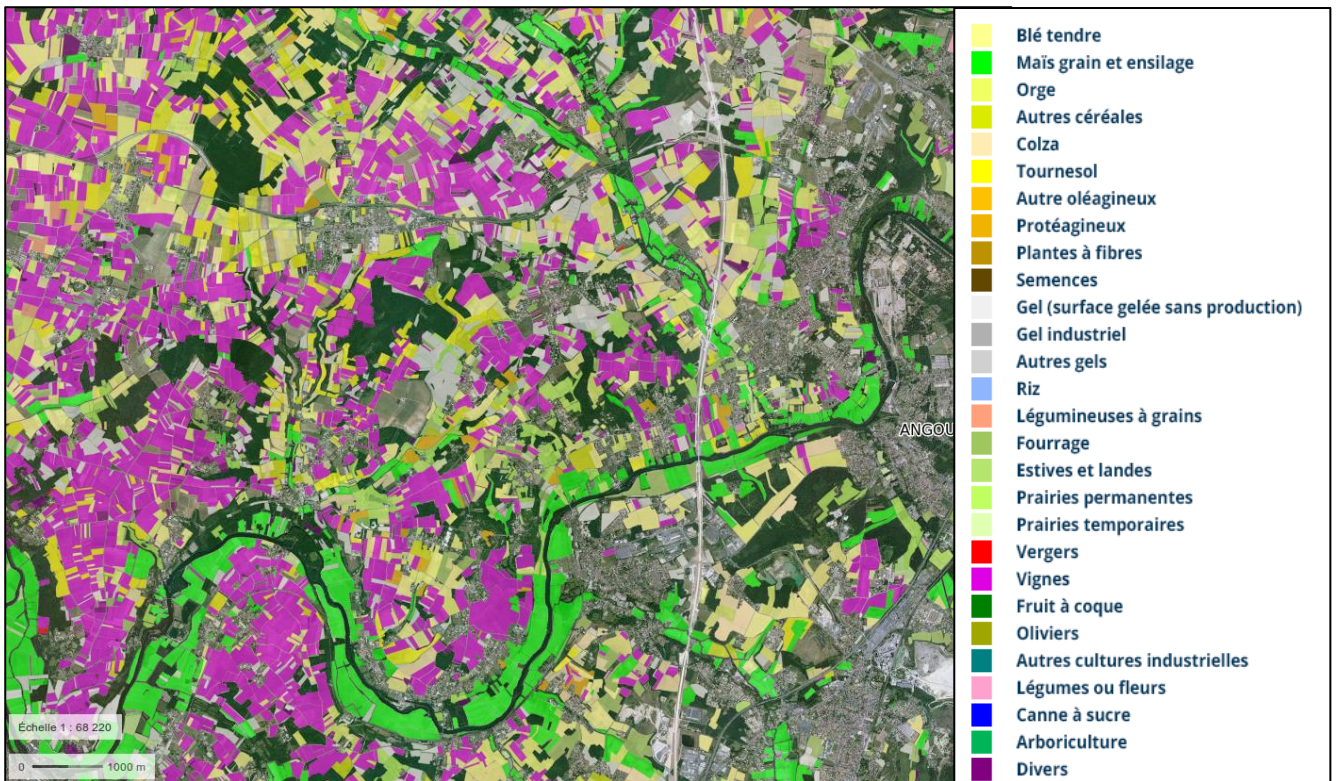 ANGOU
Échelle 1 : 68 220
0 1000 m
Blé tendre
Maïs grain et ensilage
Orge
Autres céréales
Colza
Tournesol
Autre oléagineux
Protéagineux
Plantes à fibres
Semences
Gel (surface gelée sans production)
Gel industriel
Autres gels
Riz
Légumineuses à grains
Fourrage
Estives et landes
Prairies permanentes
Prairies temporaires
Vergers
Vignes
Fruit à coque
Oliviers
Autres cultures industrielles
Légumes ou fleurs
Canne à sucre
Arboriculture
Divers